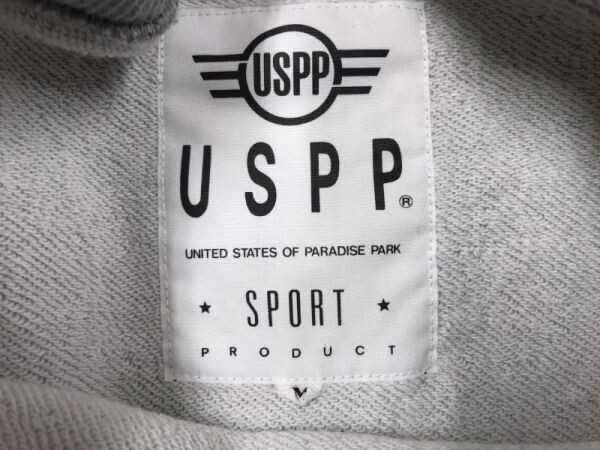 USPP
USPP®
UNITED STATES OF PARADISE PARK
★ SPORT ★
PRODUCT
M